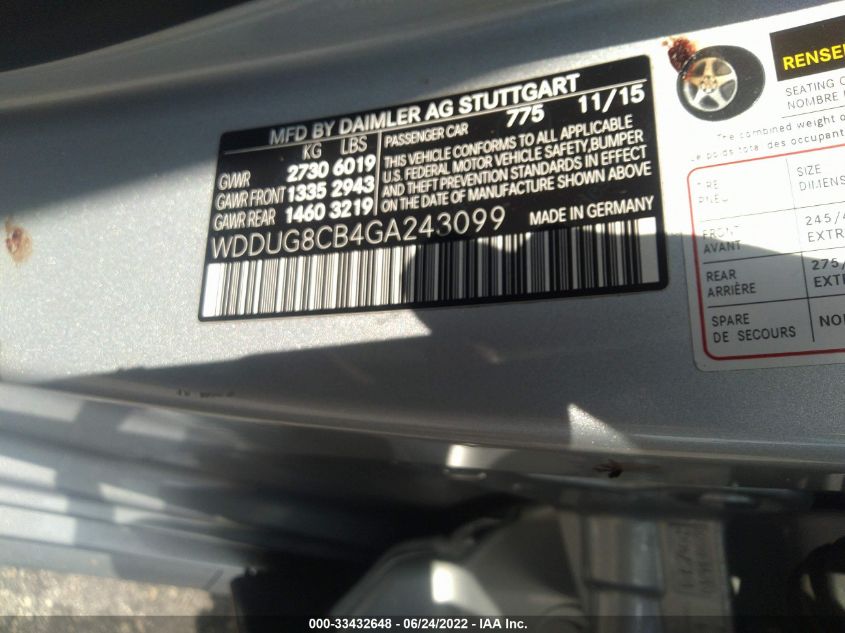 MFD BY DAIMLER AG STUTTGART
KG LBS
GVWR 2730 6019
GAWR FRONT 1335 2943
GAWR REAR 1460 3219
PASSENGER CAR 775 11/15
THIS VEHICLE CONFORMS TO ALL APPLICABLE
U.S. FEDERAL MOTOR VEHICLE SAFETY, BUMPER
AND THEFT PREVENTION STANDARDS IN EFFECT
ON THE DATE OF MANUFACTURE SHOWN ABOVE
WDDUG8CB4GA243099 MADE IN GERMANY
SEATING
NOMBRE
The combined weight
Le poids total des
SIZE
FRONT 245/
AVANT EXTR
REAR 275/
ARRIÈRE EXT
SPARE
DE SECOURS
000-33432648 - 06/24/2022 - IAA Inc.